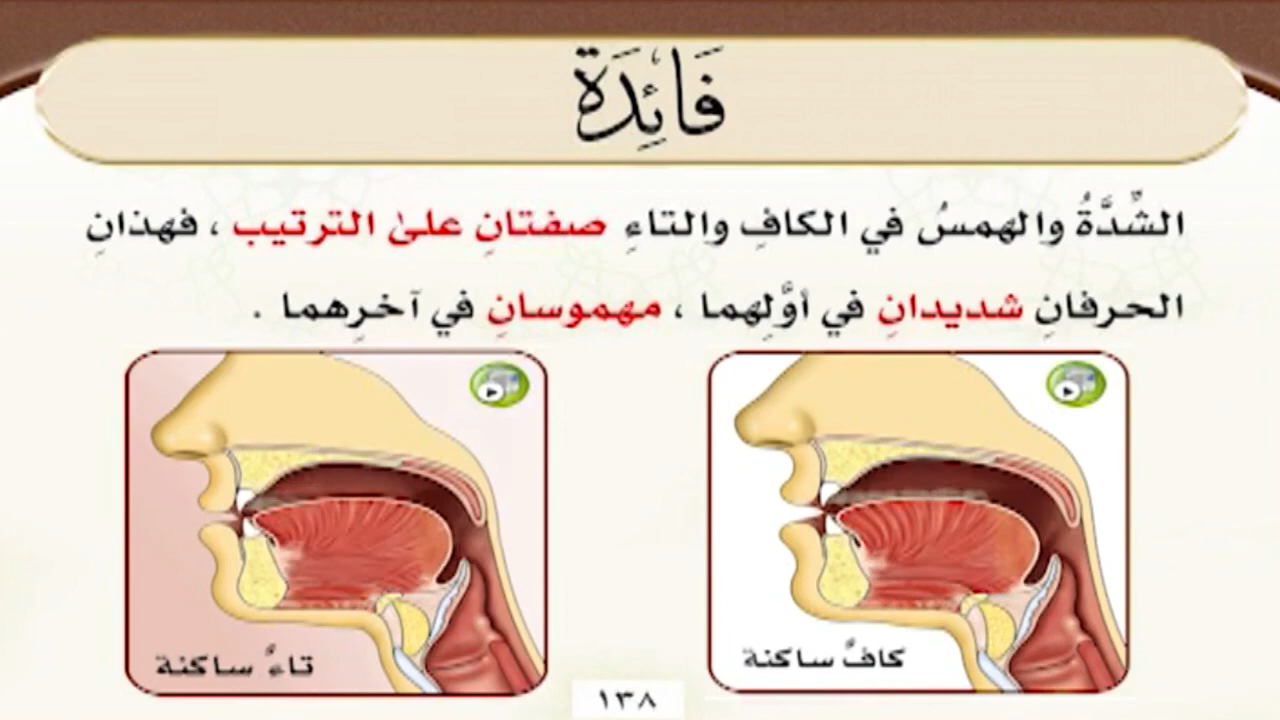 فَائِدَة
الشِّدَّةُ والهمسُ في الكافِ والتاءِ صفتانِ علىٰ الترتيب ، فهذانِ
الحرفانِ شديدانِ في أوَّلِهما ، مهموسانِ في آخرِهما .
كافٌ ساكنة
تاءٌ ساكنة
١٣٨